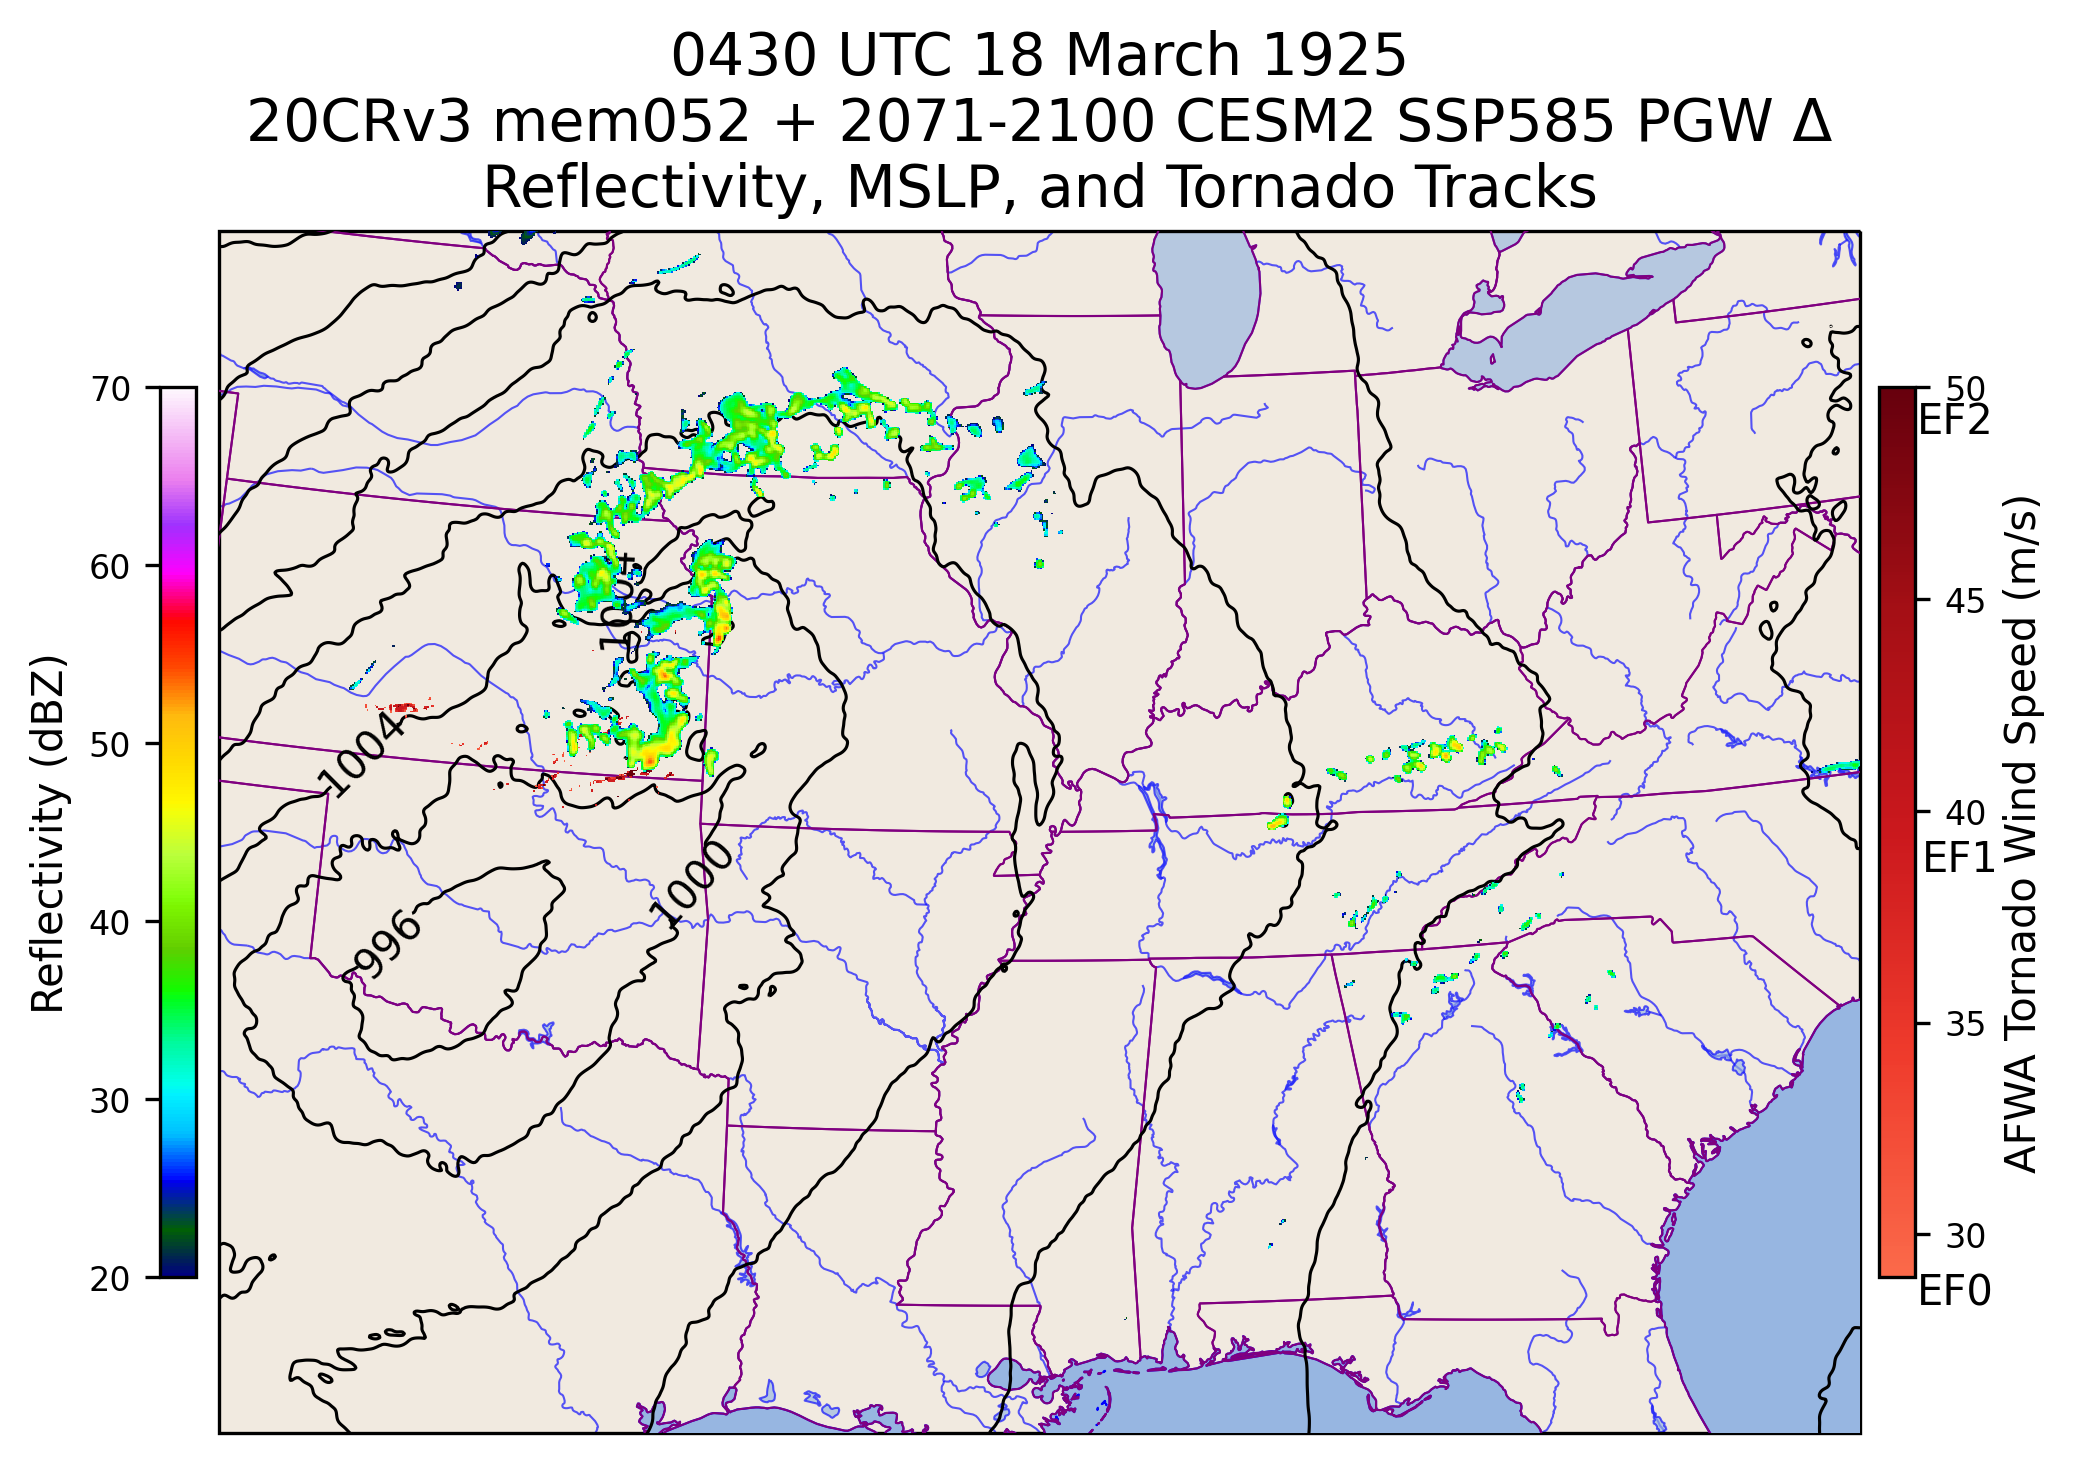 0430 UTC 18 March 1925
20CRv3 mem052 + 2071-2100 CESM2 SSP585 PGW Δ
Reflectivity, MSLP, and Tornado Tracks
70
60
50
40
30
20
Reflectivity (dBZ)
1004
1004
1000
996
50
EF2
45
40
EF1
35
30
EF0
AFWA Tornado Wind Speed (m/s)